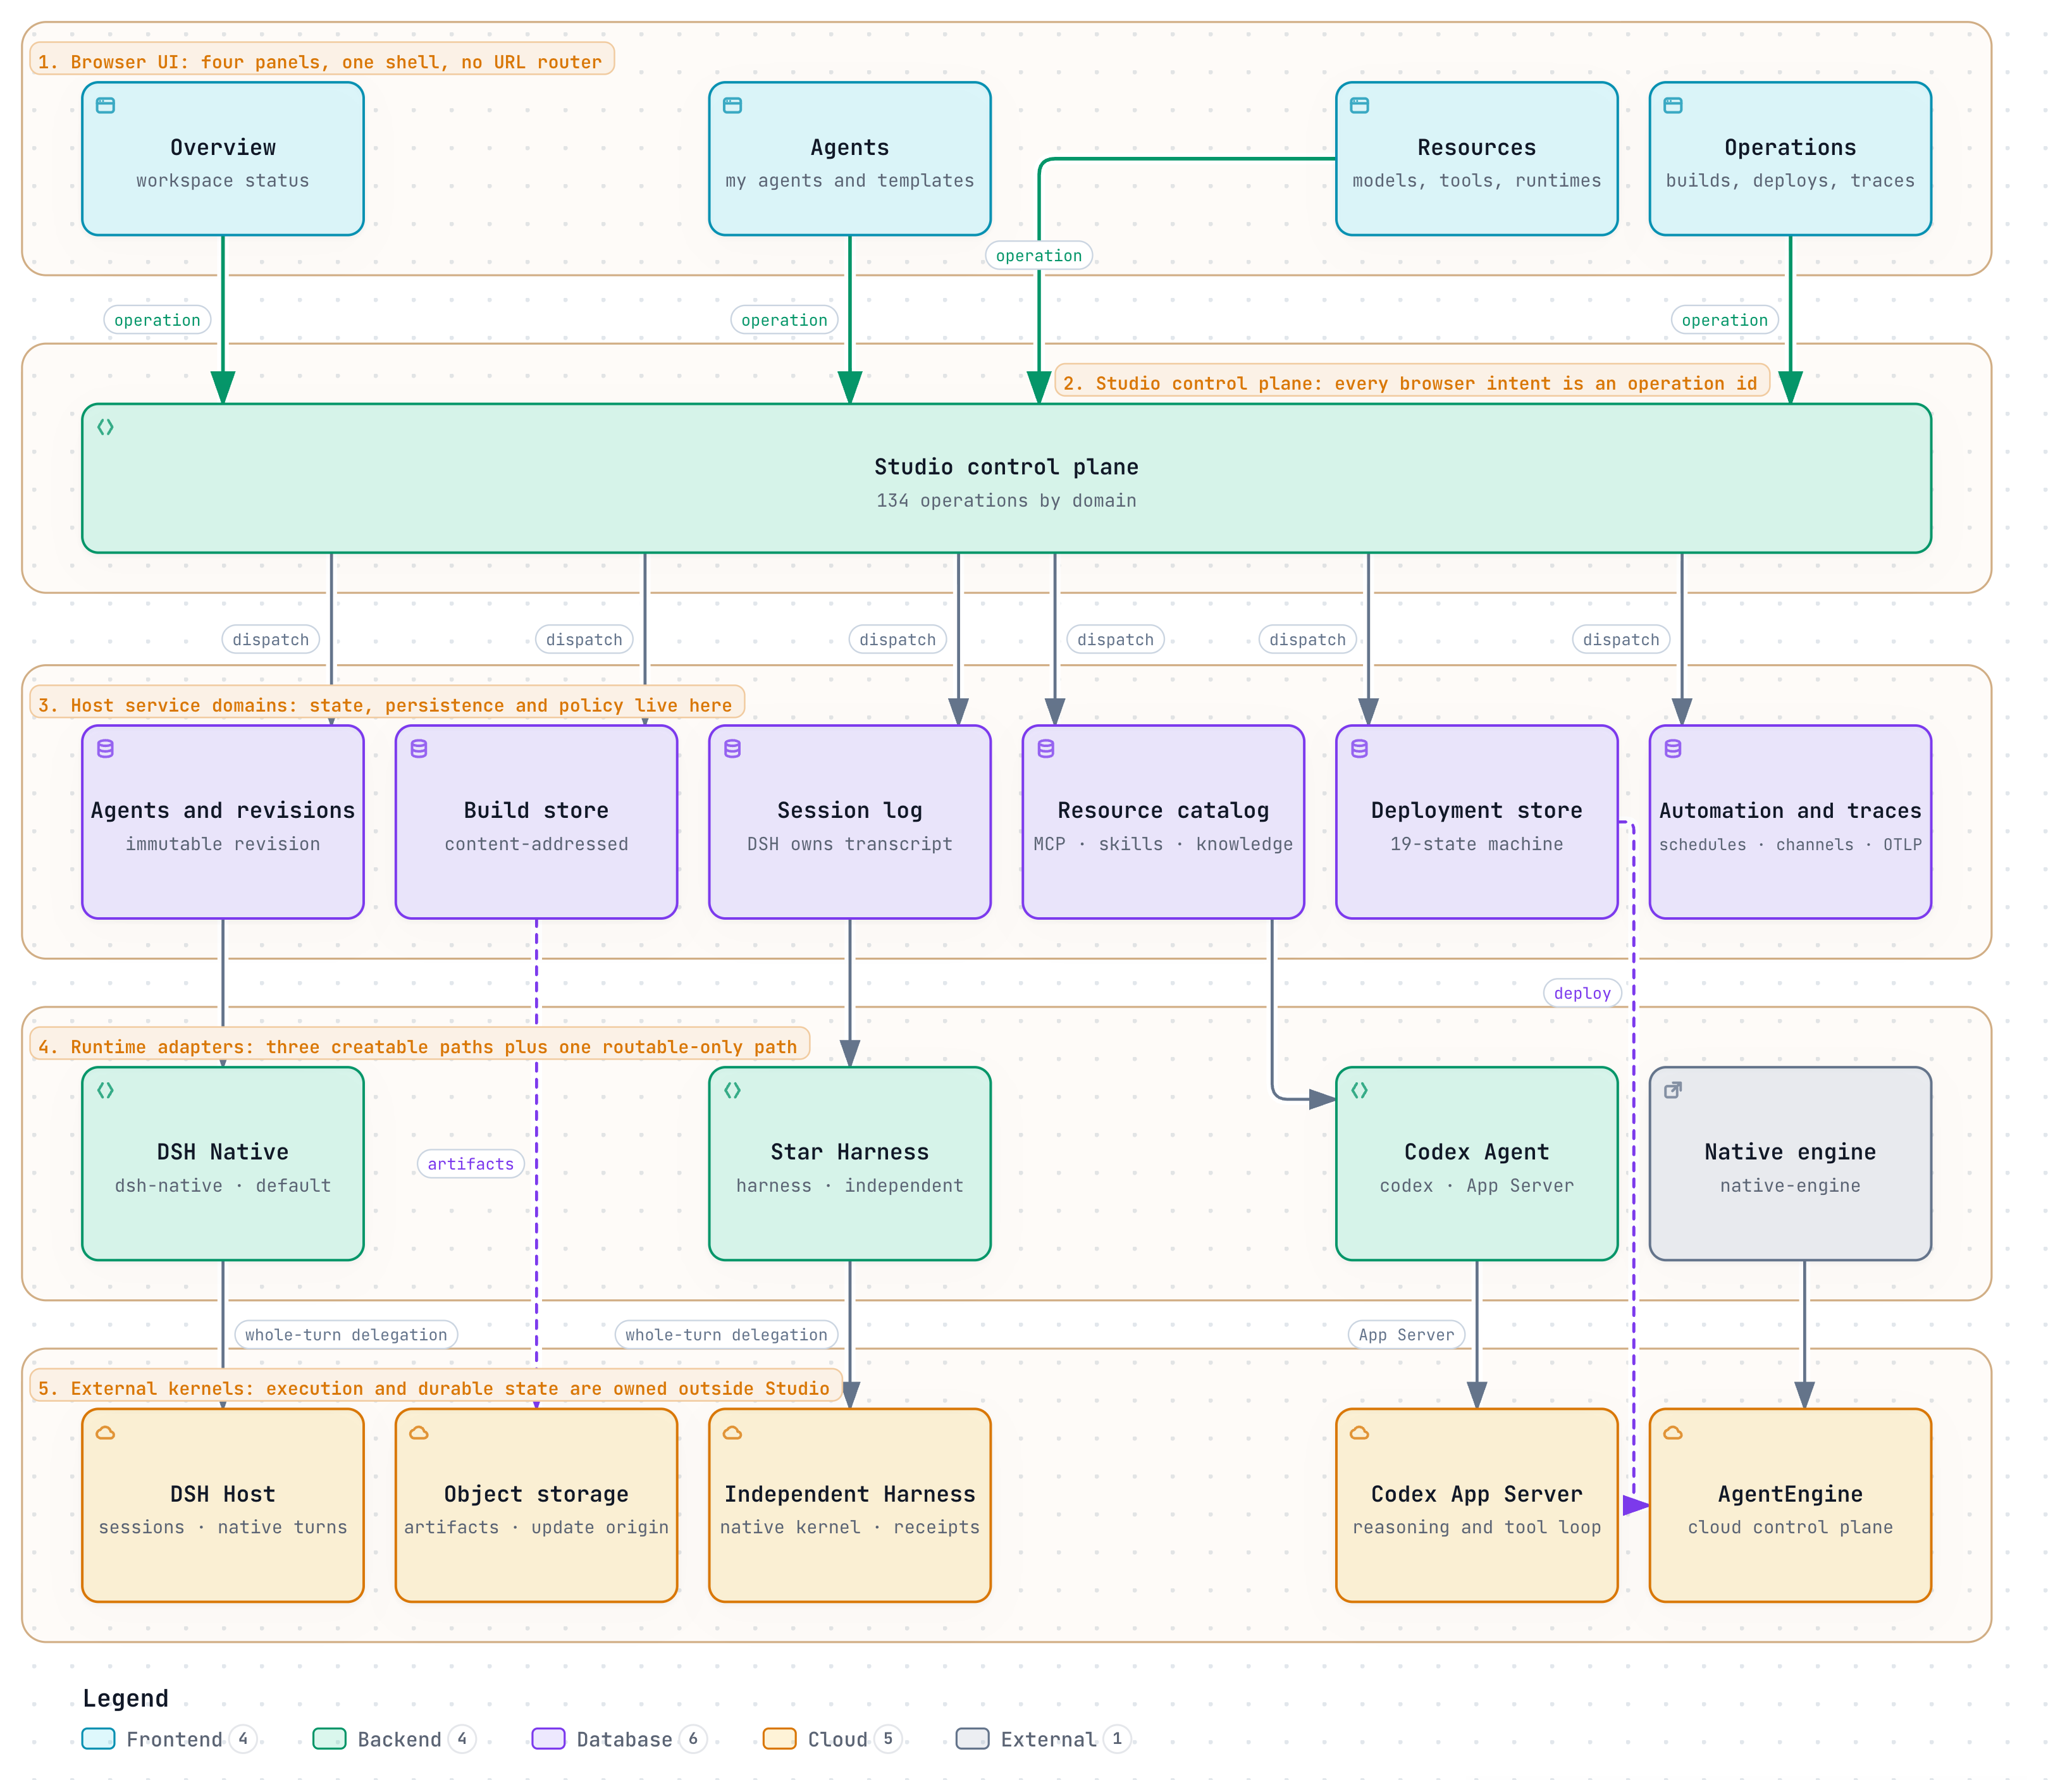 1. Browser UI: four panels, one shell, no URL router
Overview
workspace status
Agents
my agents and templates
Resources
models, tools, runtimes
Operations
builds, deploys, traces
operation
operation
operation
operation
2. Studio control plane: every browser intent is an operation id
Studio control plane
134 operations by domain
dispatch
dispatch
dispatch
dispatch
dispatch
dispatch
3. Host service domains: state, persistence and policy live here
Agents and revisions
immutable revision
Build store
content-addressed
Session log
DSH owns transcript
Resource catalog
MCP · skills · knowledge
Deployment store
19-state machine
Automation and traces
schedules · channels · OTLP
deploy
4. Runtime adapters: three creatable paths plus one routable-only path
DSH Native
dsh-native · default
artifacts
Star Harness
harness · independent
Codex Agent
codex · App Server
Native engine
native-engine
whole-turn delegation
whole-turn delegation
App Server
5. External kernels: execution and durable state are owned outside Studio
DSH Host
sessions · native turns
Object storage
artifacts · update origin
Independent Harness
native kernel · receipts
Codex App Server
reasoning and tool loop
AgentEngine
cloud control plane
Legend
Frontend 4
Backend 4
Database 6
Cloud 5
External 1